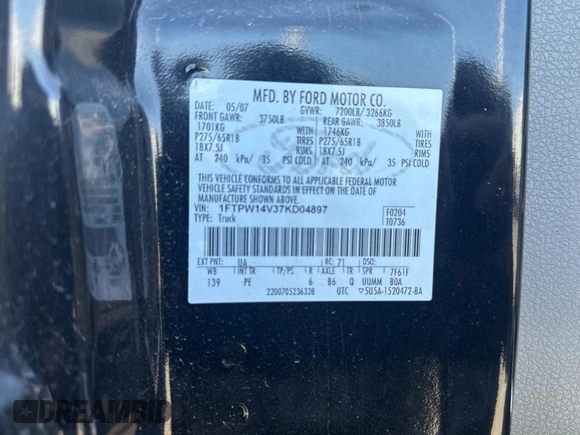 MFD. BY FORD MOTOR CO.
DATE: 05/07 GVWR: 7200LB/ 3266KG
FRONT GAWR: 3750LB REAR GAWR: 3850LB
1701KG WITH 1746KG WITH
P275/65R18 TIRES P275/65R18 TIRES
18X7.5J RIMS 18X7.5J RIMS
AT 240 kPa/ 35 PSI COLD AT 240 kPa/ 35 PSI COLD
THIS VEHICLE CONFORMS TO ALL APPLICABLE FEDERAL MOTOR
VEHICLE SAFETY STANDARDS IN EFFECT ON THE DATE OF
MANUFACTURE SHOWN ABOVE.
VIN: 1FTPW14V37KD04897 F0204
TYPE: Truck T0736
EXT PNT: UA RC: 71 DSO:
WB INT TR TP/PS R AXLE TR SPR 7F61F
139 PE 6 B6 Q UUMM B0A
2200705236328 UTC ▽5U5A-1520472-BA
DREAMBID